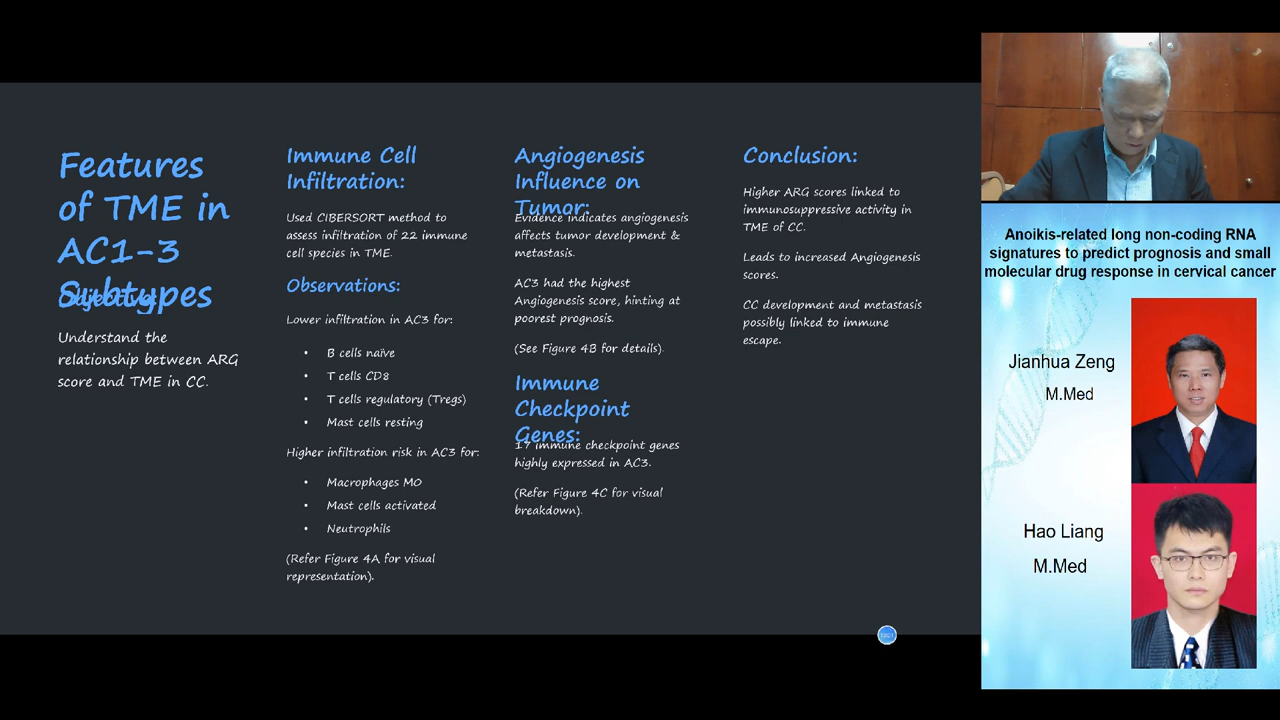 Features
of TME in
AC1-3
Subtypes
Objective:
Understand the
relationship between ARG
score and TME in CC.
Immune Cell
Infiltration:
Used CIBERSORT method to
assess infiltration of 22 immune
cell species in TME.
Observations:
Lower infiltration in AC3 for:
• B cells naïve
• T cells CD8
• T cells regulatory (Tregs)
• Mast cells resting
Higher infiltration risk in AC3 for:
• Macrophages M0
• Mast cells activated
• Neutrophils
(Refer Figure 4A for visual
representation).
Angiogenesis
Influence on
Tumor:
Evidence indicates angiogenesis
affects tumor development &
metastasis.
AC3 had the highest
Angiogenesis score, hinting at
poorest prognosis.
(See Figure 4B for details).
Immune
Checkpoint
Genes:
17 immune checkpoint genes
highly expressed in AC3.
(Refer Figure 4C for visual
breakdown).
Conclusion:
Higher ARG scores linked to
immunosuppressive activity in
TME of CC.
Leads to increased Angiogenesis
scores.
CC development and metastasis
possibly linked to immune
escape.
Anoikis-related long non-coding RNA
signatures to predict prognosis and small
molecular drug response in cervical cancer
Jianhua Zeng
M.Med
Hao Liang
M.Med